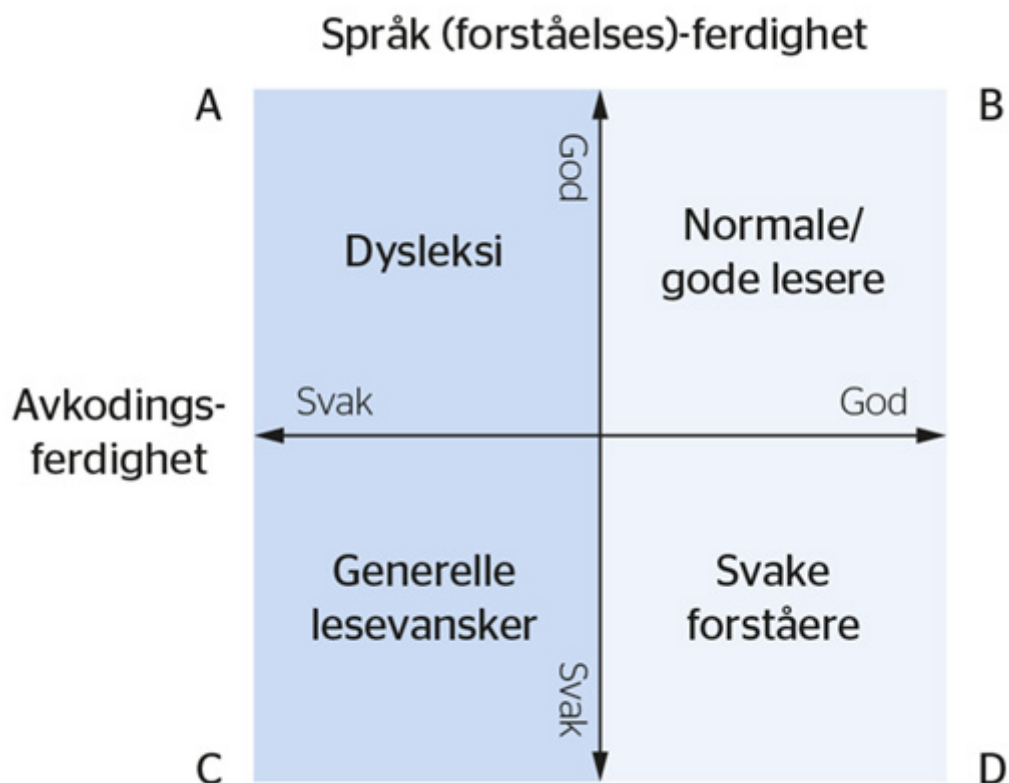 Språk (forståelses)-ferdighet
A
B
God
Dysleksi
Normale/
gode lesere
Avkodings-
ferdighet
Svak
God
Generelle
lesevansker
Svake
forståere
Svak
C
D